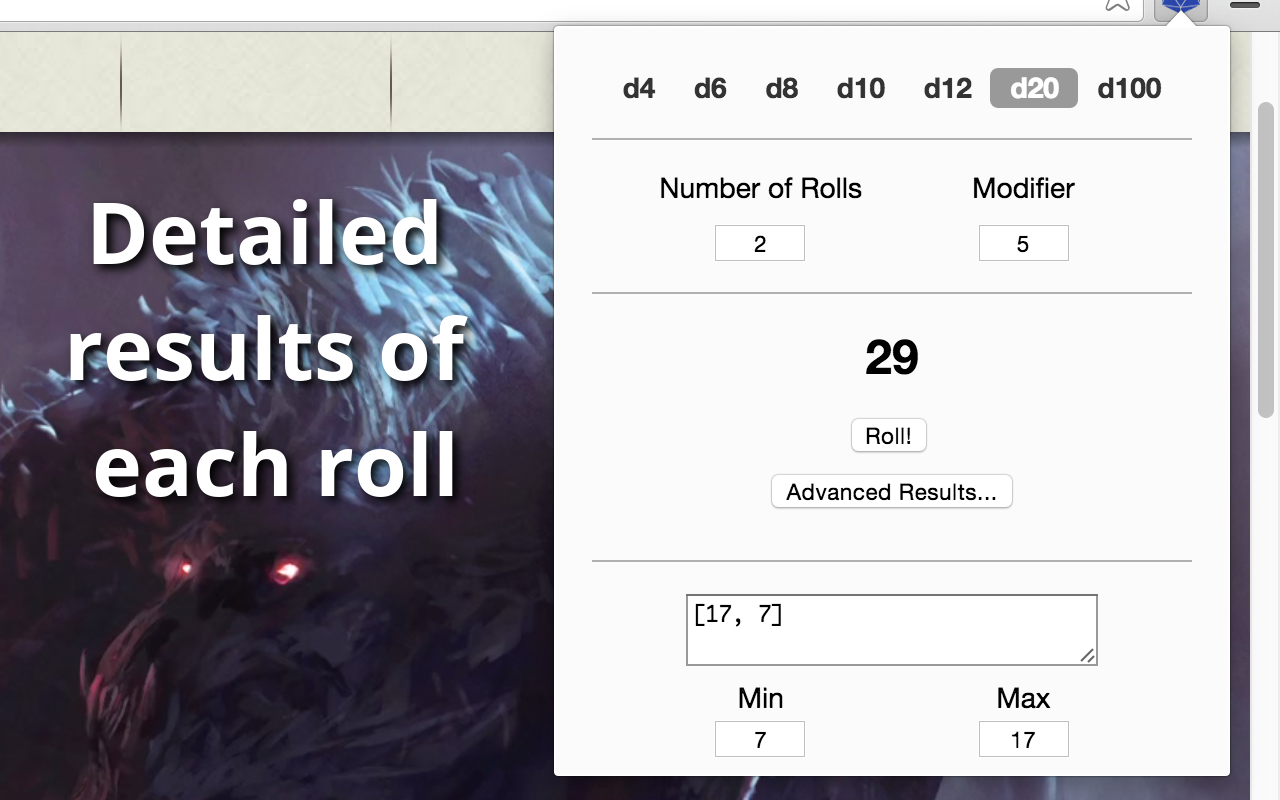 Detailed
results of
each roll
d4 d6 d8 d10 d12 d20 d100
Number of Rolls Modifier
2 5
29
Roll!
Advanced Results...
[17, 7]
Min Max
7 17